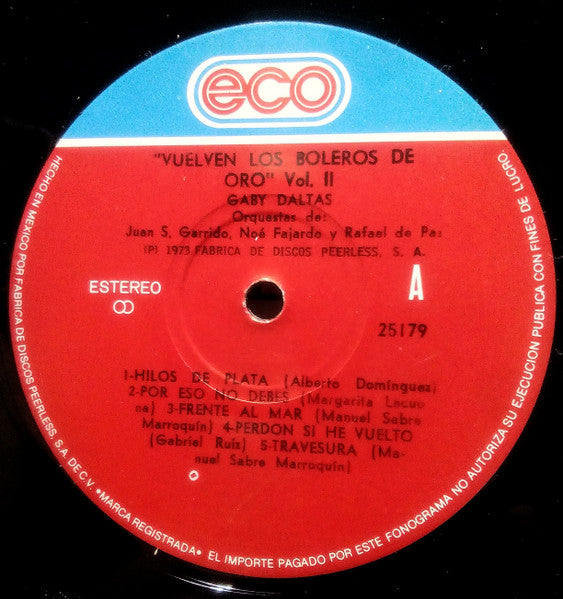 eco
"VUELVEN LOS BOLEROS DE
ORO" Vol. II
GABY DALTAS
Orquestas de:
Juan S. Garrido, Noé Fajardo y Rafael de Paz
(P) 1973 FABRICA DE DISCOS PEERLESS, S. A.
ESTEREO
A
25179
1-HILOS DE PLATA (Alberto Domínguez)
2-POR ESO NO DEBES (Margarita Lecuo
na) 3-FRENTE AL MAR (Manuel Sabre
Marroquín) 4-PERDON SI HE VUELTO
(Gabriel Ruiz) 5-TRAVESURA (Ma-
nuel Sabre Marroquín)
HECHO EN MEXICO POR FABRICA DE DISCOS PEERLESS, S.A. DE C.V. •MARCA REGISTRADA• EL IMPORTE PAGADO POR ESTE FONOGRAMA NO AUTORIZA SU EJECUCION PUBLICA CON FINES DE LUCRO